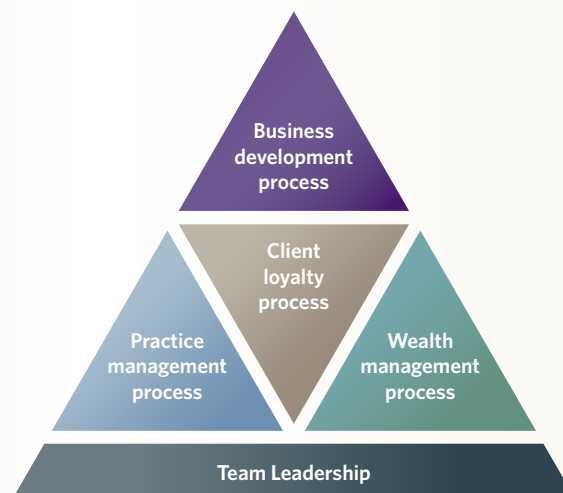 Business
development
process
Client
loyalty
process
Practice
management
process
Wealth
management
process
Team Leadership